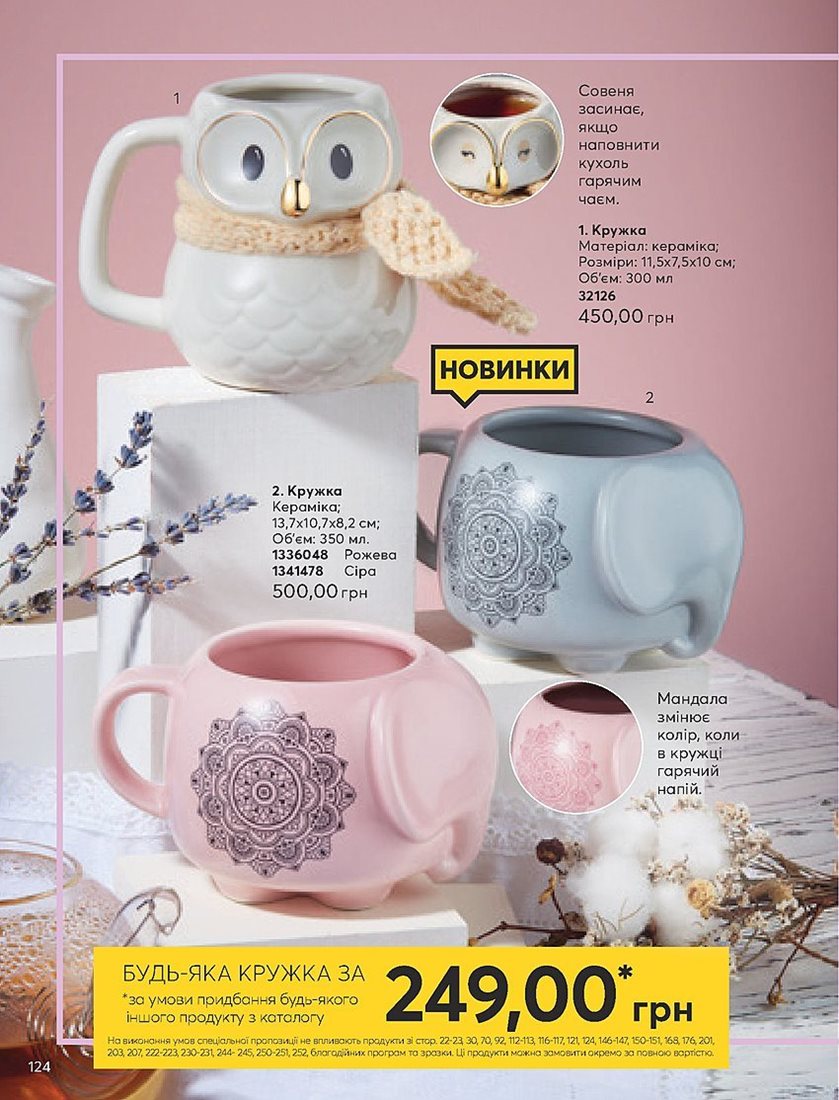 1
Совеня
засинає,
якщо
наповнити
кухоль
гарячим
чаєм.
1. Кружка
Матеріал: кераміка;
Розміри: 11,5х7,5х10 см;
Об'єм: 300 мл
32126
450,00 грн
НОВИНКИ
2
2. Кружка
Кераміка;
13,7х10,7х8,2 см;
Об'єм: 350 мл.
1336048 Рожева
1341478 Сіра
500,00 грн
Мандала
змінює
колір, коли
в кружці
гарячий
напій.
БУДЬ-ЯКА КРУЖКА ЗА
*за умови придбання будь-якого
іншого продукту з каталогу
249,00* грн
На виконання умов спеціальної пропозиції не впливають продукти зі стор. 22-23, 30, 70, 92, 112-113, 116-117, 121, 124, 146-147, 150-151, 168, 176, 201,
203, 207, 222-223, 230-231, 244- 245, 250-251, 252, благодійних програм та зразки. Ці продукти можна замовити окремо за повною вартістю.
124